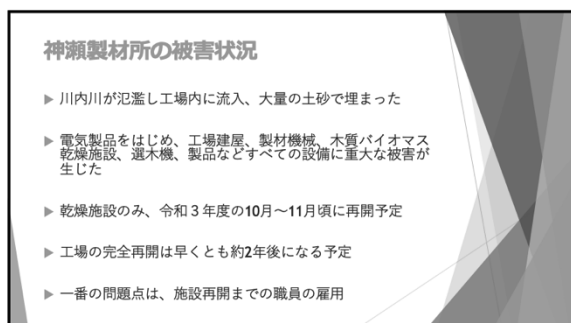 神瀬製材所の被害状況
▶ 川内川が氾濫し工場内に流入、大量の土砂で埋まった
▶ 電気製品をはじめ、工場建屋、製材機械、木質バイオマス
乾燥施設、選木機、製品などすべての設備に重大な被害が
生じた
▶ 乾燥施設のみ、令和３年度の10月～11月頃に再開予定
▶ 工場の完全再開は早くとも約2年後になる予定
▶ 一番の問題点は、施設再開までの職員の雇用